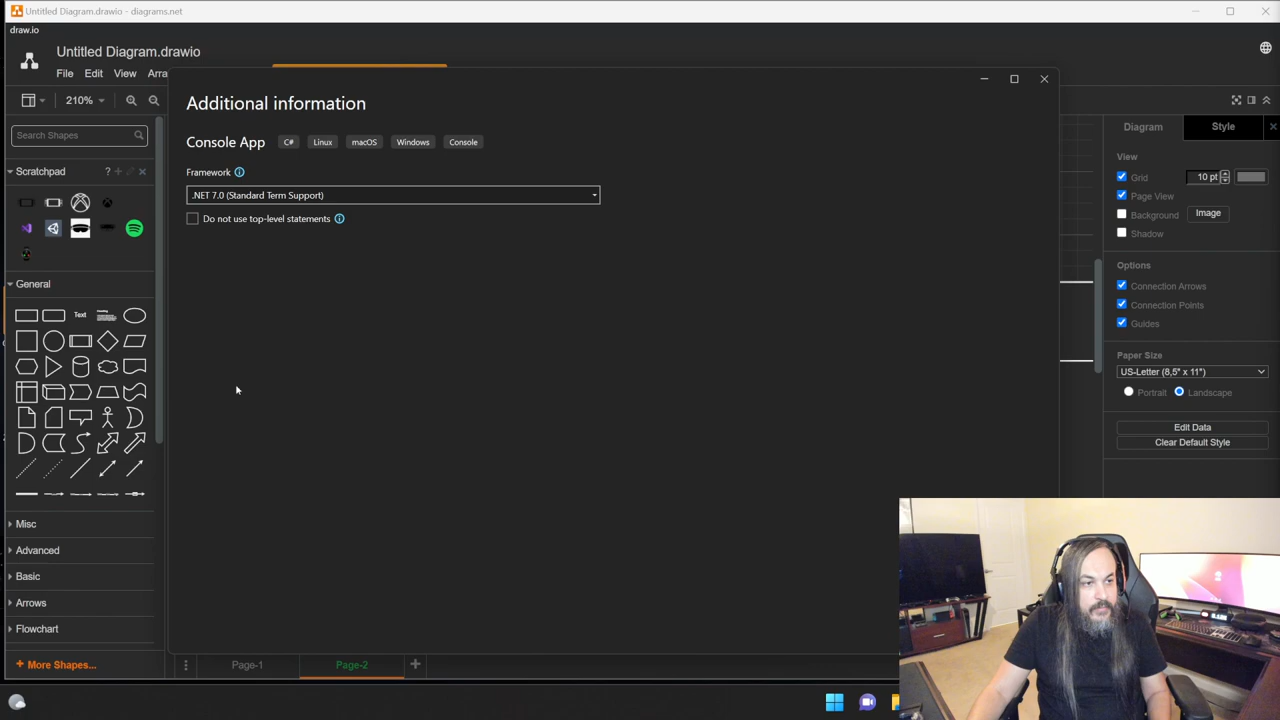 Untitled Diagram.drawio - diagrams.net
draw.io
Untitled Diagram.drawio
File Edit View Arra
210%
Search Shapes
Scratchpad
?
General
Text
Misc
Advanced
Basic
Arrows
Flowchart
+ More Shapes...
Additional information
Console App C# Linux macOS Windows Console
Framework
.NET 7.0 (Standard Term Support)
Do not use top-level statements
Page-1 Page-2
Diagram Style
View
Grid 10 pt
Page View
Background Image
Shadow
Options
Connection Arrows
Connection Points
Guides
Paper Size
US-Letter (8,5" x 11")
Portrait Landscape
Edit Data
Clear Default Style